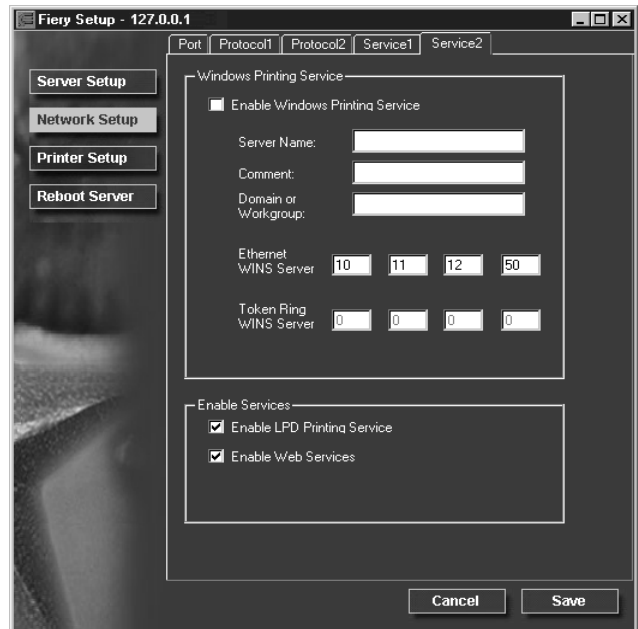 Fiery Setup - 127.0.0.1
Port Protocol1 Protocol2 Service1 Service2
Server Setup
Network Setup
Printer Setup
Reboot Server
Windows Printing Service
Enable Windows Printing Service
Server Name:
Comment:
Domain or
Workgroup:
Ethernet
WINS Server 10 11 12 50
Token Ring
WINS Server 0 0 0 0
Enable Services
Enable LPD Printing Service
Enable Web Services
Cancel Save